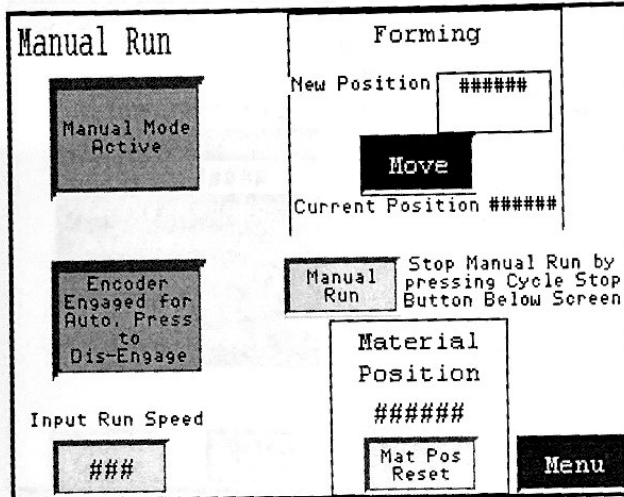 Manual Run
Manual Mode
Active
Encoder
Engaged for
Auto. Press
to
Dis-Engage
Input Run Speed
###
Forming
New Position ######
Move
Current Position ######
Manual
Run
Stop Manual Run by
pressing Cycle Stop
Button Below Screen
Material
Position
######
Mat Pos
Reset
Menu